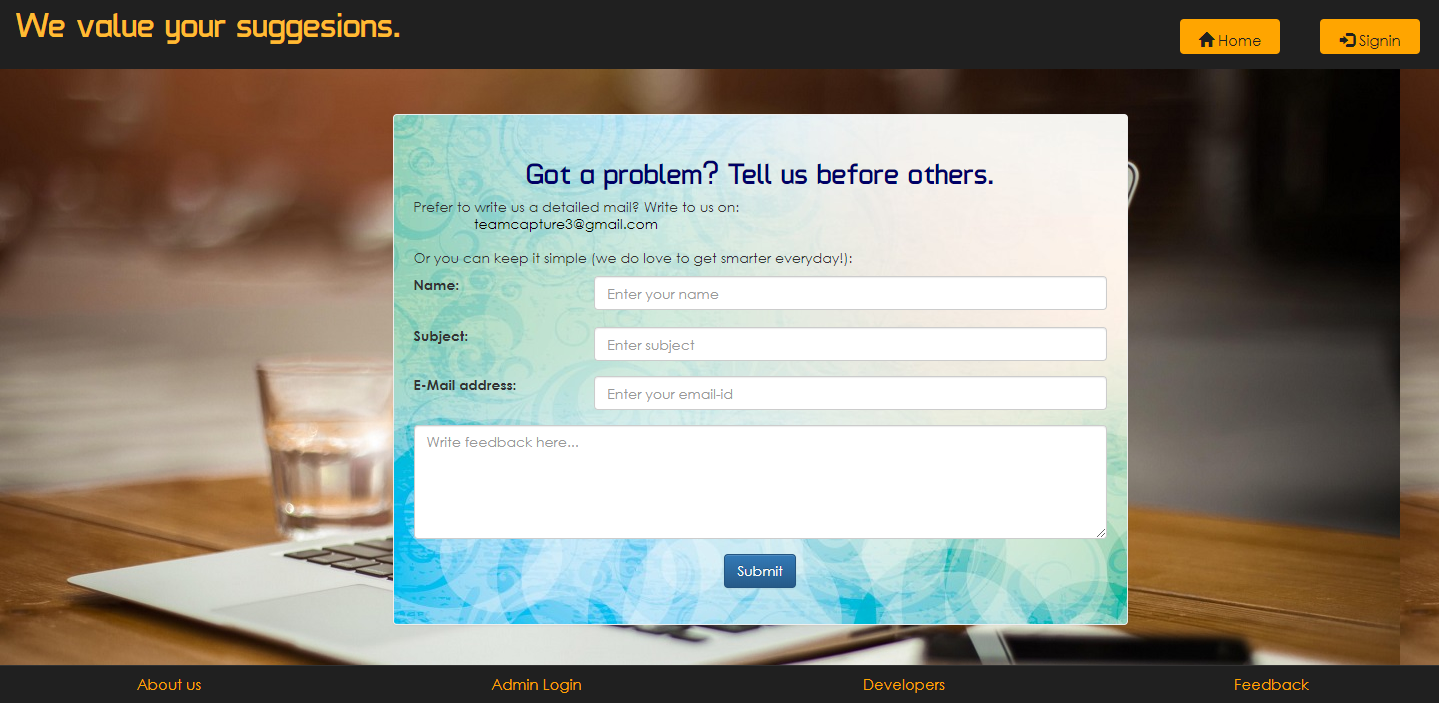 We value your suggesions.
Home
Signin
Got a problem? Tell us before others.
Prefer to write us a detailed mail? Write to us on:
teamcapture3@gmail.com
Or you can keep it simple (we do love to get smarter everyday!):
Name:
Enter your name
Subject:
Enter subject
E-Mail address:
Enter your email-id
Write feedback here...
Submit
About us
Admin Login
Developers
Feedback